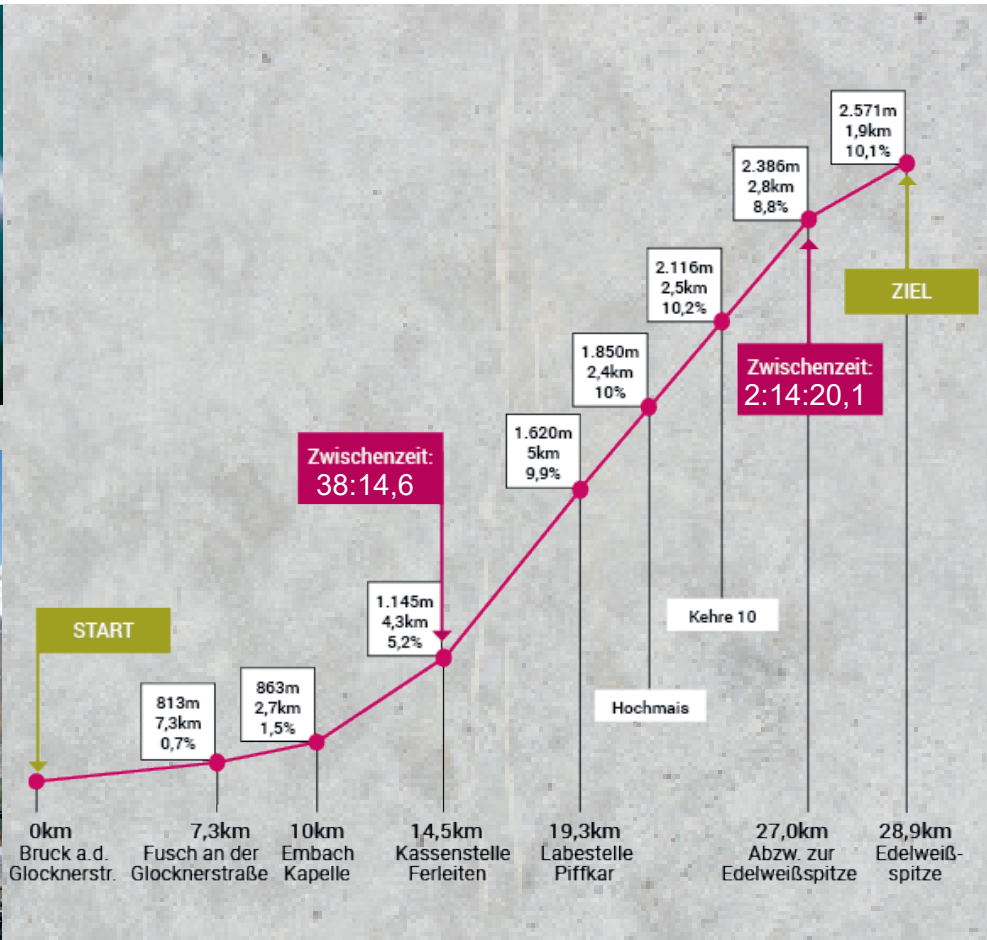 2.571m
1,9km
10,1%
2.386m
2,8km
8,8%
2.116m
2,5km
10,2%
ZIEL
1.850m
2,4km
10%
Zwischenzeit:
2:14:20,1
1.620m
5km
9,9%
Zwischenzeit:
38:14,6
1.145m
4,3km
5,2%
START
Kehre 10
863m
2,7km
1,5%
813m
7,3km
0,7%
Hochmais
0km
Bruck a.d.
Glocknerstr.
7,3km
Fusch an der
Glocknerstraße
10km
Embach
Kapelle
14,5km
Kassenstelle
Ferleiten
19,3km
Labestelle
Piffkar
27,0km
Abzw. zur
Edelweißspitze
28,9km
Edelweiß-
spitze